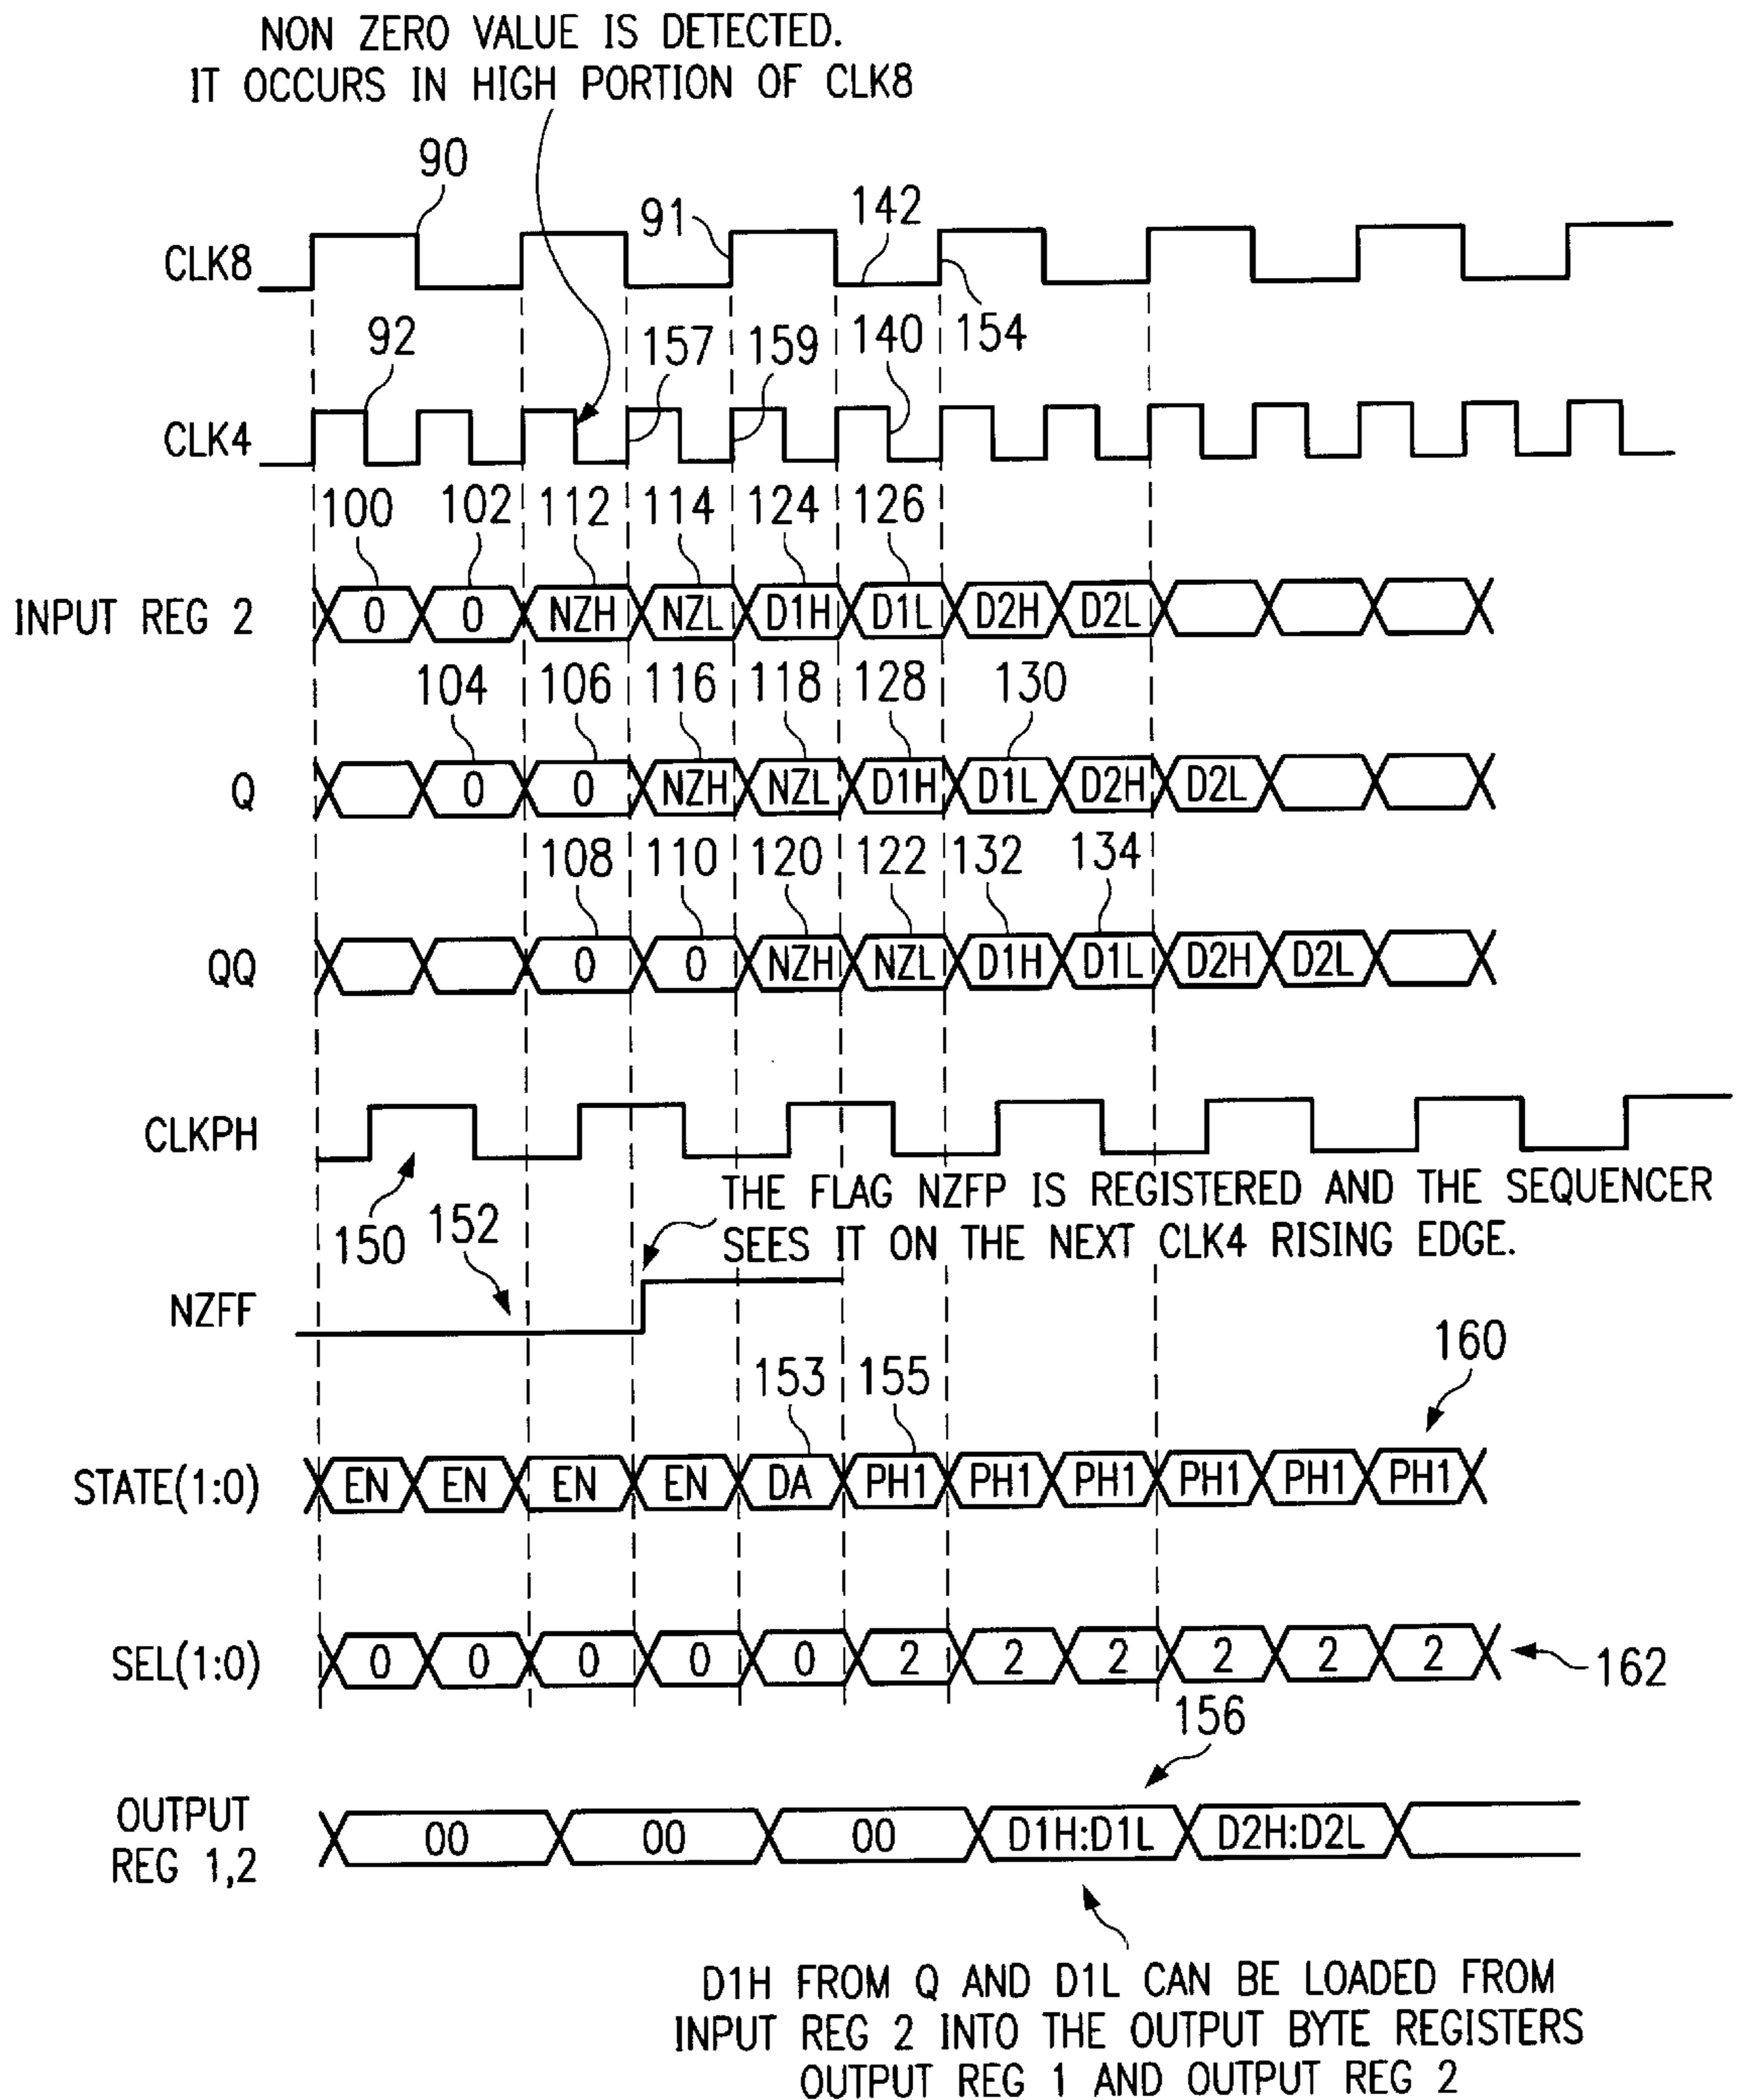 NON ZERO VALUE IS DETECTED.
IT OCCURS IN HIGH PORTION OF CLK8
90
91
142
CLK8
154
92
157
159
140
CLK4
100
102
112
114
124
126
INPUT REG 2
0 0 NZH NZL D1H D1L D2H D2L
104
106
116
118
128
130
Q
0 0 NZH NZL D1H D1L D2H D2L
108
110
120
122
132
134
QQ
0 0 NZH NZL D1H D1L D2H D2L
CLKPH
150
152
THE FLAG NZFP IS REGISTERED AND THE SEQUENCER
SEES IT ON THE NEXT CLK4 RISING EDGE.
NZFF
153
155
160
STATE(1:0)
EN EN EN EN DA PH1 PH1 PH1 PH1 PH1 PH1
SEL(1:0)
0 0 0 0 0 2 2 2 2 2 2
162
156
OUTPUT
REG 1,2
00 00 00 D1H:D1L D2H:D2L
D1H FROM Q AND D1L CAN BE LOADED FROM
INPUT REG 2 INTO THE OUTPUT BYTE REGISTERS
OUTPUT REG 1 AND OUTPUT REG 2